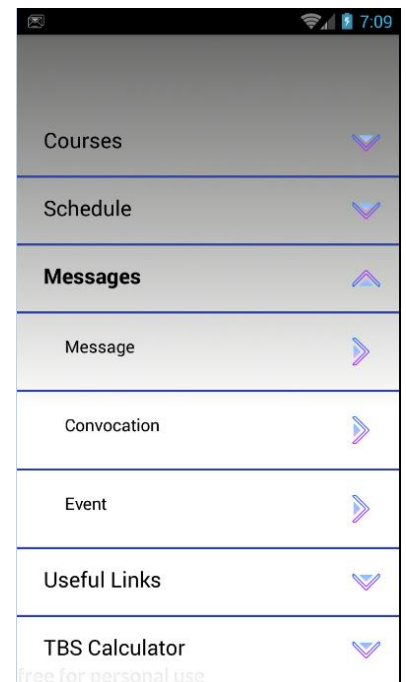 7:09
Courses
Schedule
Messages
Message
Convocation
Event
Useful Links
TBS Calculator
free for personal use